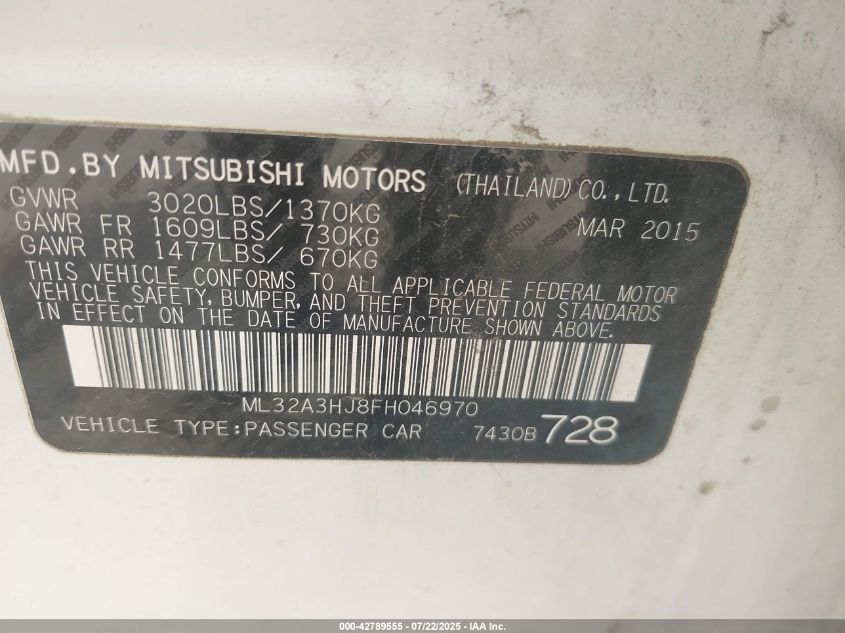 MFD.BY MITSUBISHI MOTORS (THAILAND) CO., LTD.
GVWR 3020LBS/1370KG MAR 2015
GAWR FR 1609LBS/ 730KG
GAWR RR 1477LBS/ 670KG
THIS VEHICLE CONFORMS TO ALL APPLICABLE FEDERAL MOTOR
VEHICLE SAFETY, BUMPER, AND THEFT PREVENTION STANDARDS
IN EFFECT ON THE DATE OF MANUFACTURE SHOWN ABOVE.
ML32A3HJ8FH046970
VEHICLE TYPE:PASSENGER CAR 7430B 728
000-42789555 - 07/22/2025 - IAA Inc.